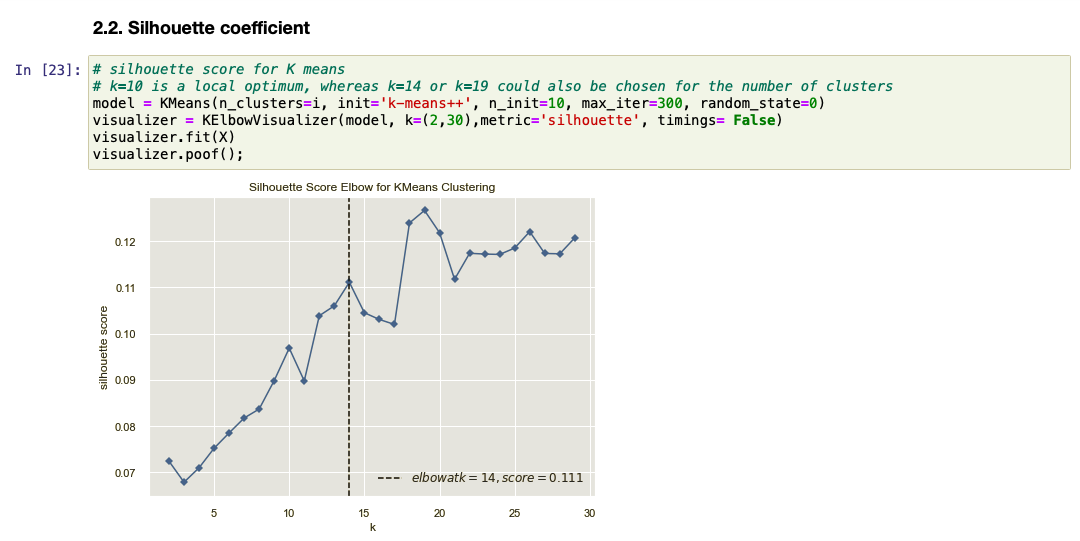 2.2. Silhouette coefficient
In [23]:
# silhouette score for K means
# k=10 is a local optimum, whereas k=14 or k=19 could also be chosen for the number of clusters
model = KMeans(n_clusters=i, init='k-means++', n_init=10, max_iter=300, random_state=0)
visualizer = KElbowVisualizer(model, k=(2,30),metric='silhouette', timings= False)
visualizer.fit(X)
visualizer.poof();
Silhouette Score Elbow for KMeans Clustering
0.12
0.11
0.10
0.09
0.08
0.07
silhouette score
elbowatk = 14, score = 0.111
5 10 15 20 25 30
k